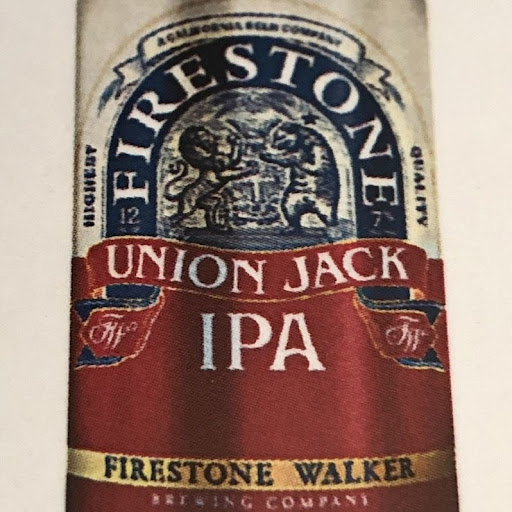 A CALIFORNIA BEER COMPANY
FIRESTONE
HIGHEST
QUALITY
12
7%
UNION JACK
FW
FW
IPA
FIRESTONE WALKER
BREWING COMPANY